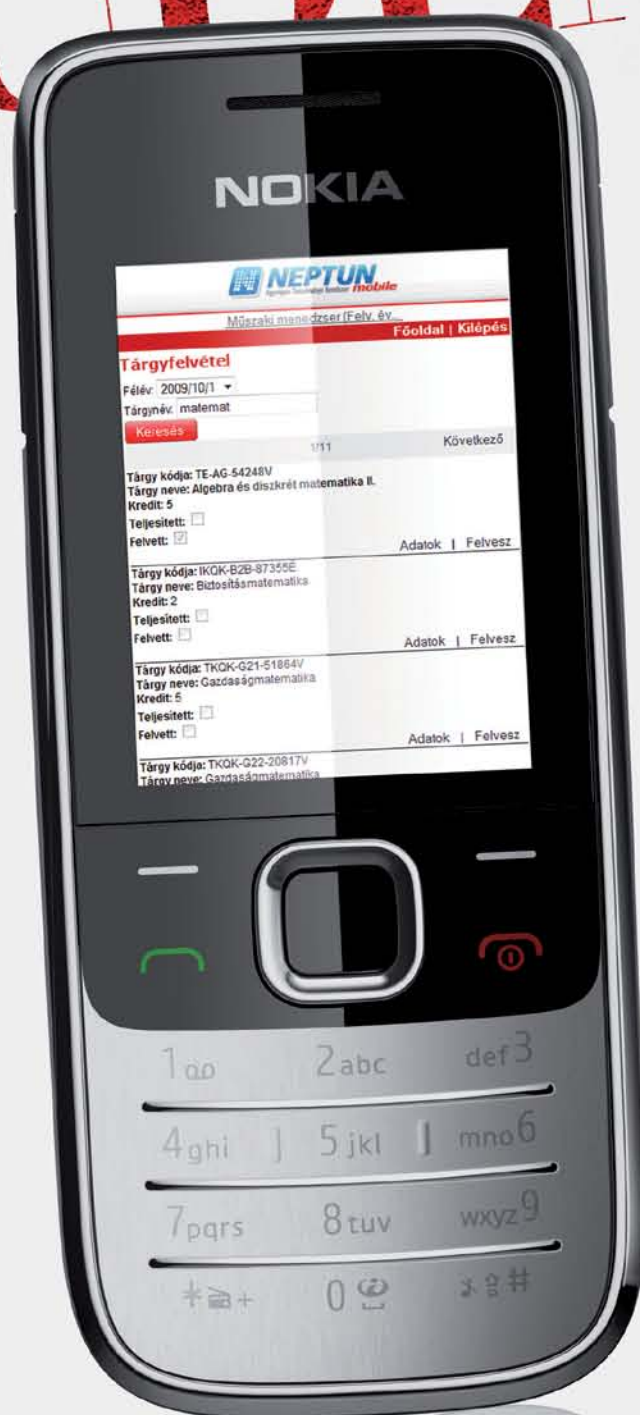 NOKIA
NEPTUN
mobile
Műszaki menedzser (Felv. év...
Főoldal | Kilépés
Tárgyfelvétel
Félév: 2009/10/1
Tárgynév: matemat
Keresés
1/11 Következő
Tárgy kódja: TE-AG-54248V
Tárgy neve: Algebra és diszkrét matematika II.
Kredit: 5
Teljesített:
Felvett:
Adatok | Felvesz
Tárgy kódja: IKQK-B2B-87355E
Tárgy neve: Biztosításmatematika
Kredit: 2
Teljesített:
Felvett:
Adatok | Felvesz
Tárgy kódja: TKQK-G21-51864V
Tárgy neve: Gazdaságmatematika
Kredit: 5
Teljesített:
Felvett:
Adatok | Felvesz
Tárgy kódja: TKQK-G22-20817V
Tárgy neve: Gazdaságmatematika
1 2abc def3
4ghi 5jkl mno6
7pqrs 8tuv wxyz9
*+ 0 #